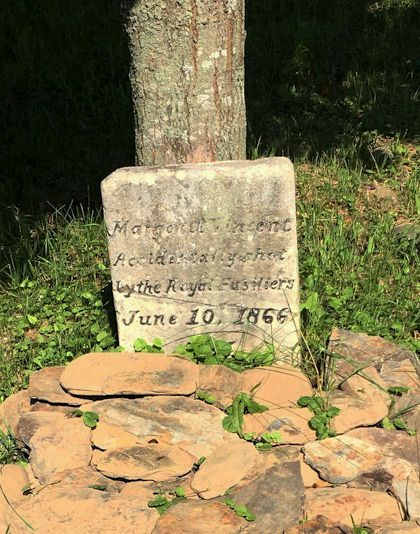 Margaret Vincent
Accidentally shot
by the Royal Fusiliers
June 10, 1866